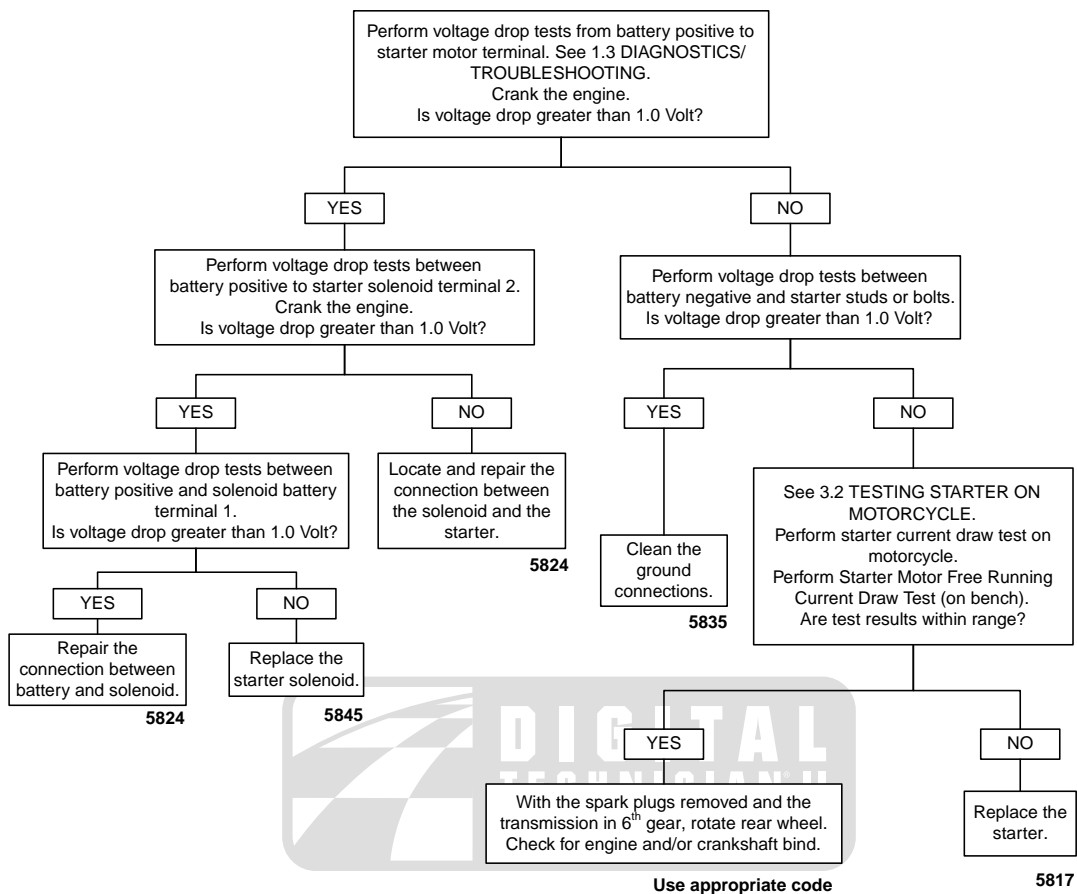 Perform voltage drop tests from battery positive to
starter motor terminal. See 1.3 DIAGNOSTICS/
TROUBLESHOOTING.
Crank the engine.
Is voltage drop greater than 1.0 Volt?
YES
NO
Perform voltage drop tests between
battery positive to starter solenoid terminal 2.
Crank the engine.
Is voltage drop greater than 1.0 Volt?
Perform voltage drop tests between
battery negative and starter studs or bolts.
Is voltage drop greater than 1.0 Volt?
YES
NO
YES
NO
Perform voltage drop tests between
battery positive and solenoid battery
terminal 1.
Is voltage drop greater than 1.0 Volt?
Locate and repair the
connection between
the solenoid and the
starter.
5824
Clean the
ground
connections.
5835
See 3.2 TESTING STARTER ON
MOTORCYCLE.
Perform starter current draw test on
motorcycle.
Perform Starter Motor Free Running
Current Draw Test (on bench).
Are test results within range?
YES
NO
Repair the
connection between
battery and solenoid.
5824
Replace the
starter solenoid.
5845
DIGITAL
TECHNICIAN II
YES
NO
With the spark plugs removed and the
transmission in 6th gear, rotate rear wheel.
Check for engine and/or crankshaft bind.
Use appropriate code
Replace the
starter.
5817